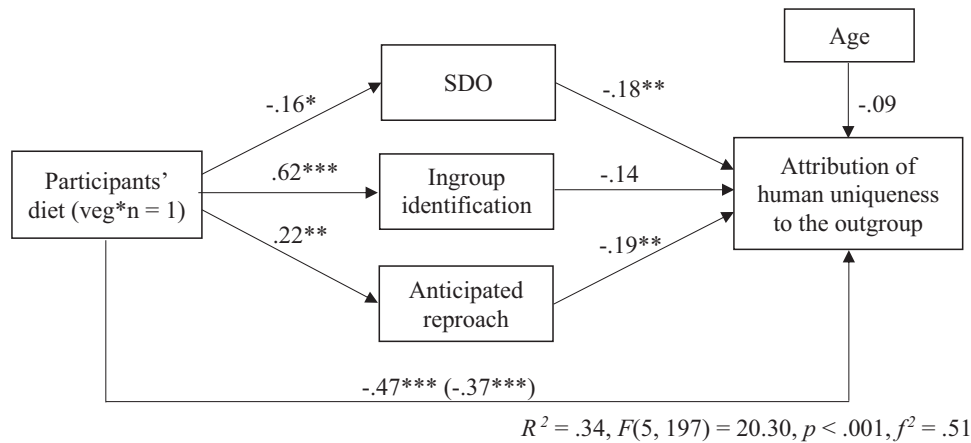 Age
SDO
-.16*
-.18**
-.09
Participants’
diet (veg*n = 1)
.62***
Ingroup
identification
-.14
Attribution of
human uniqueness
to the outgroup
.22**
-.19**
Anticipated
reproach
-.47*** (-.37***)
R² = .34, F(5, 197) = 20.30, p < .001, f² = .51